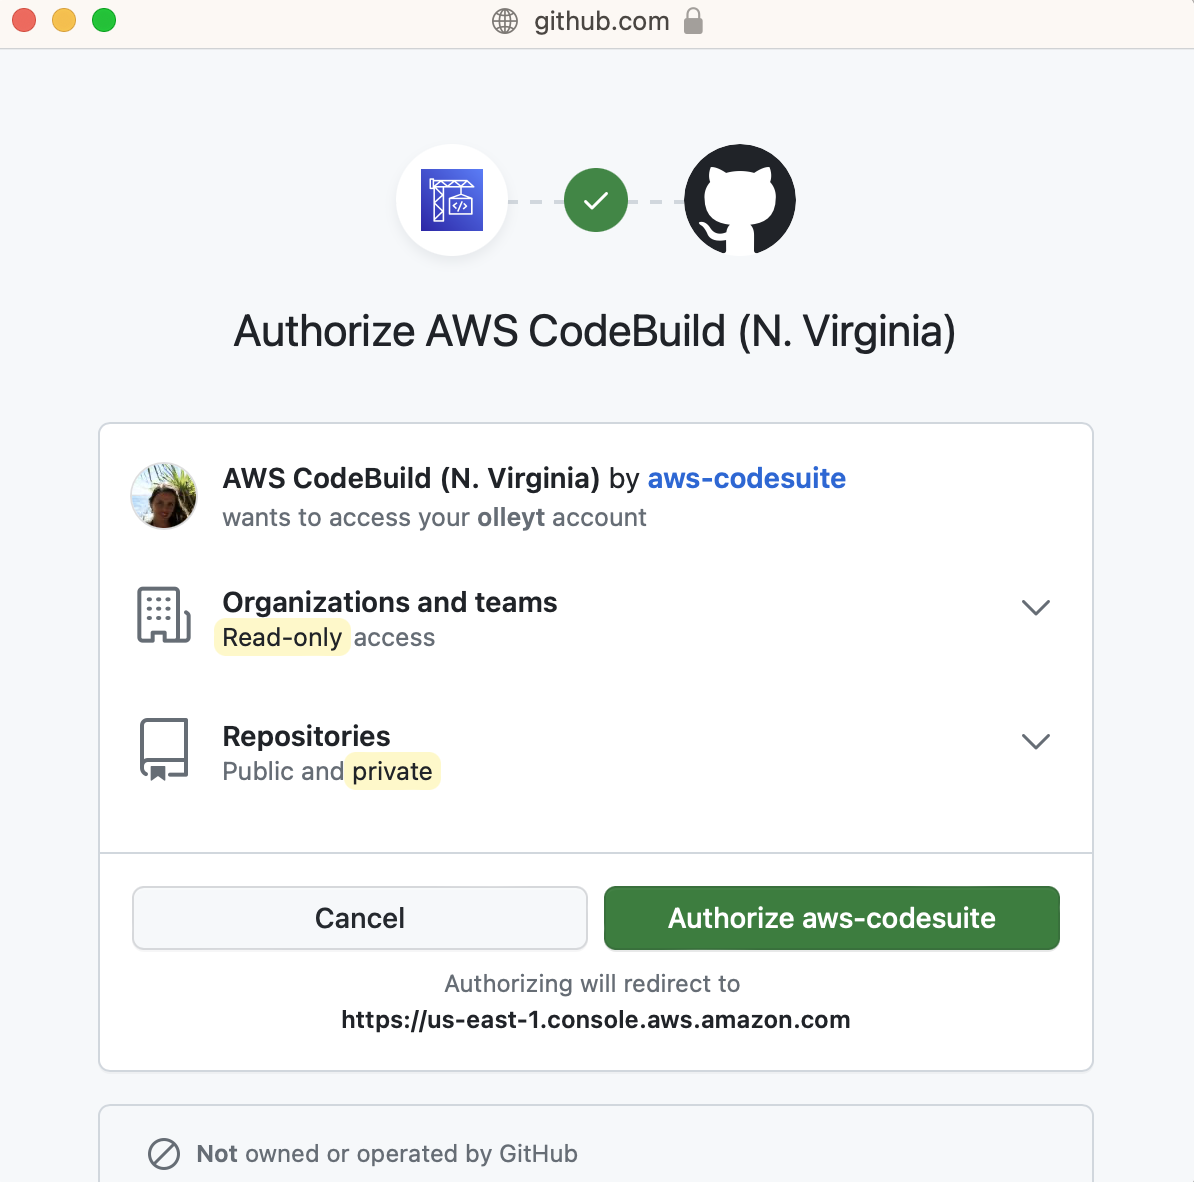 github.com
Authorize AWS CodeBuild (N. Virginia)
AWS CodeBuild (N. Virginia) by aws-codesuite
wants to access your olleyt account
Organizations and teams
Read-only access
Repositories
Public and private
Cancel
Authorize aws-codesuite
Authorizing will redirect to
https://us-east-1.console.aws.amazon.com
Not owned or operated by GitHub